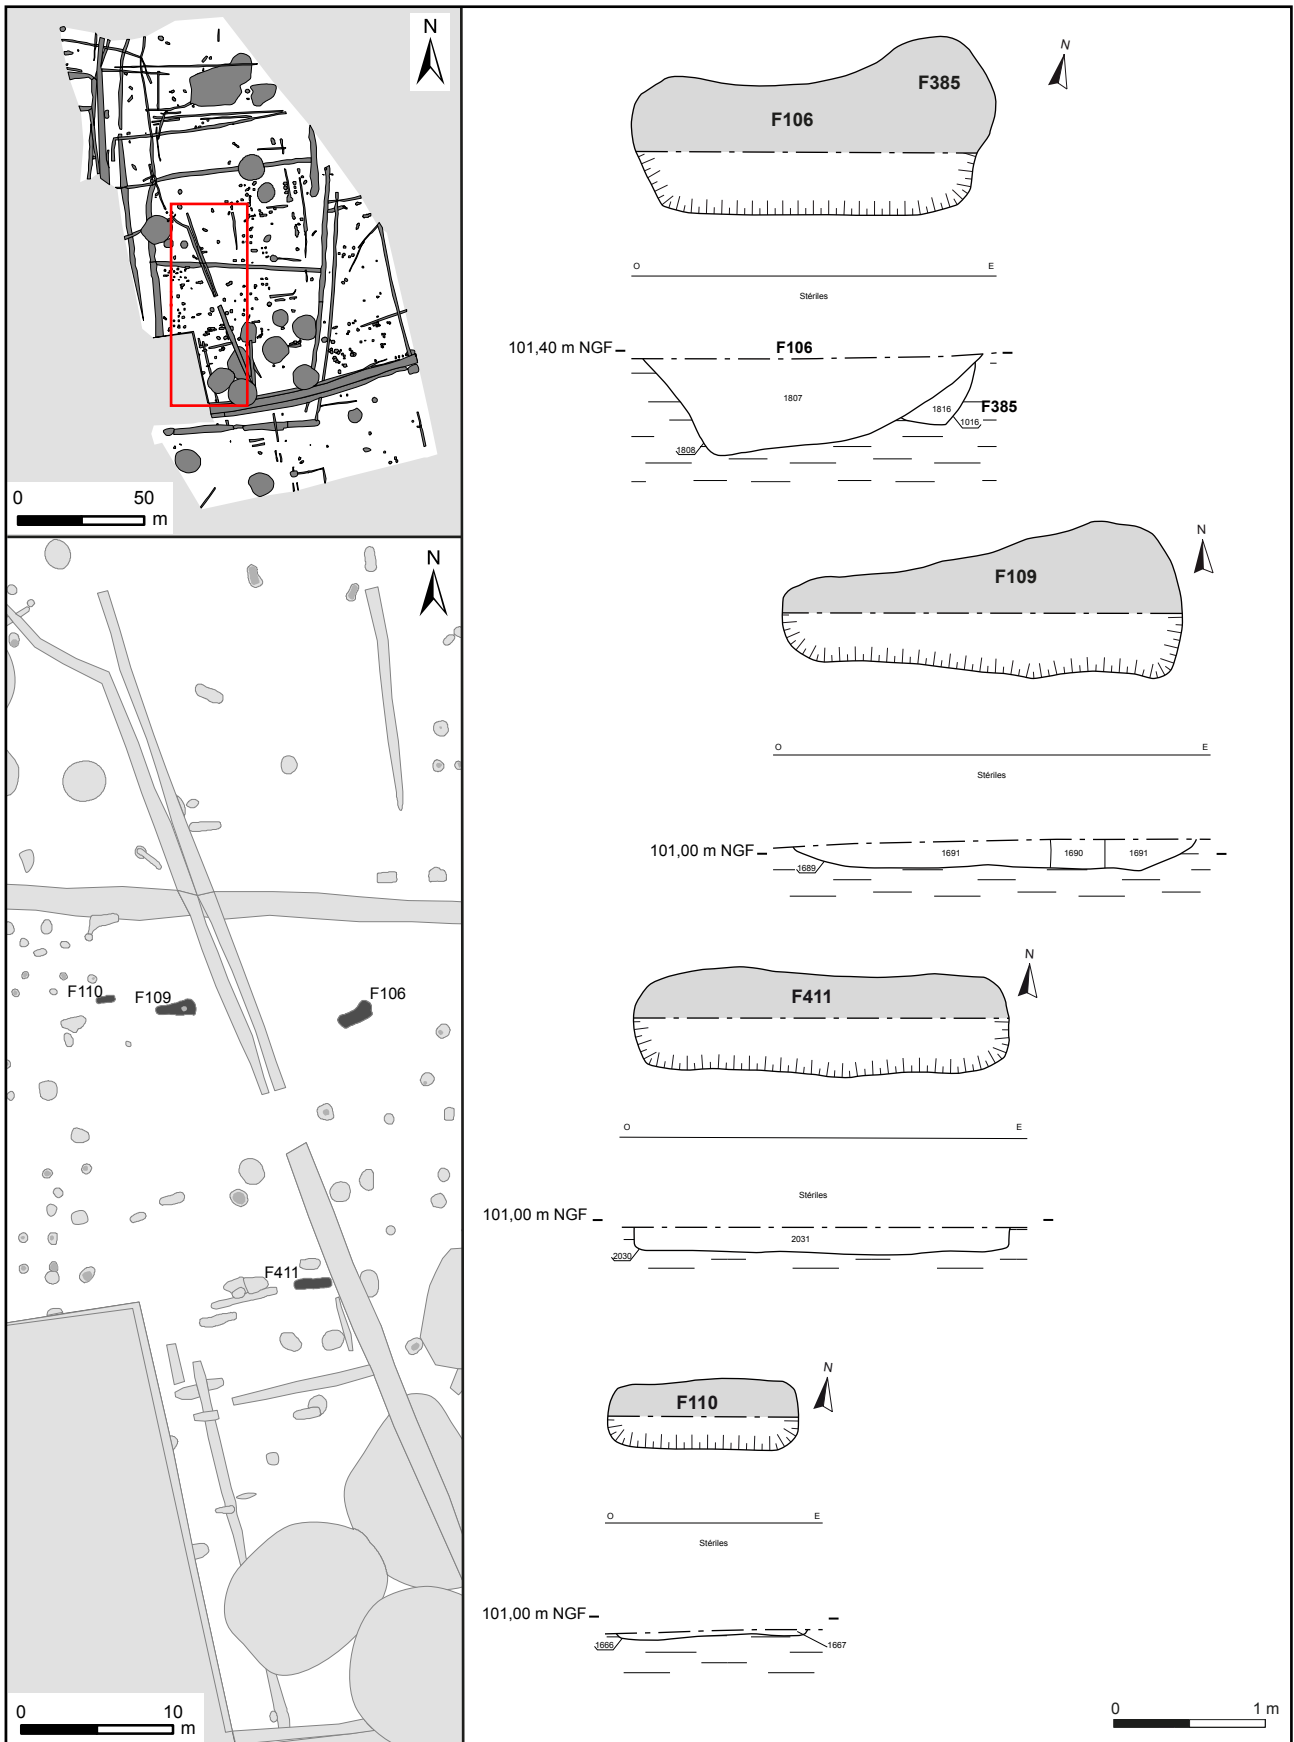 N
0 50
m
N
F110
F109
F106
F411
0 10
m
F385
F106
N
O E
Stériles
101,40 m NGF
F106
1807
1816
F385
1016
1808
N
F109
O E
Stériles
101,00 m NGF
1691 1690 1691
1689
N
F411
O E
Stériles
101,00 m NGF
2031
2030
N
F110
O E
Stériles
101,00 m NGF
1666 1667
0 1 m